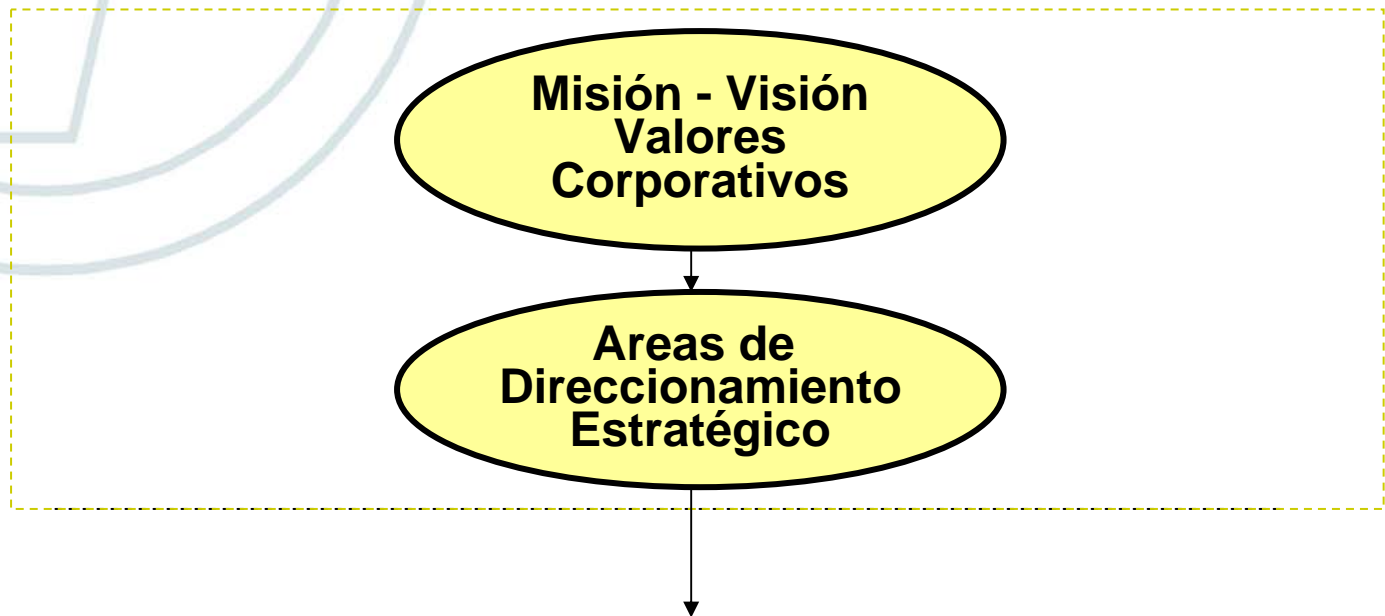 Misión - Visión
Valores
Corporativos
Areas de
Direccionamiento
Estratégico